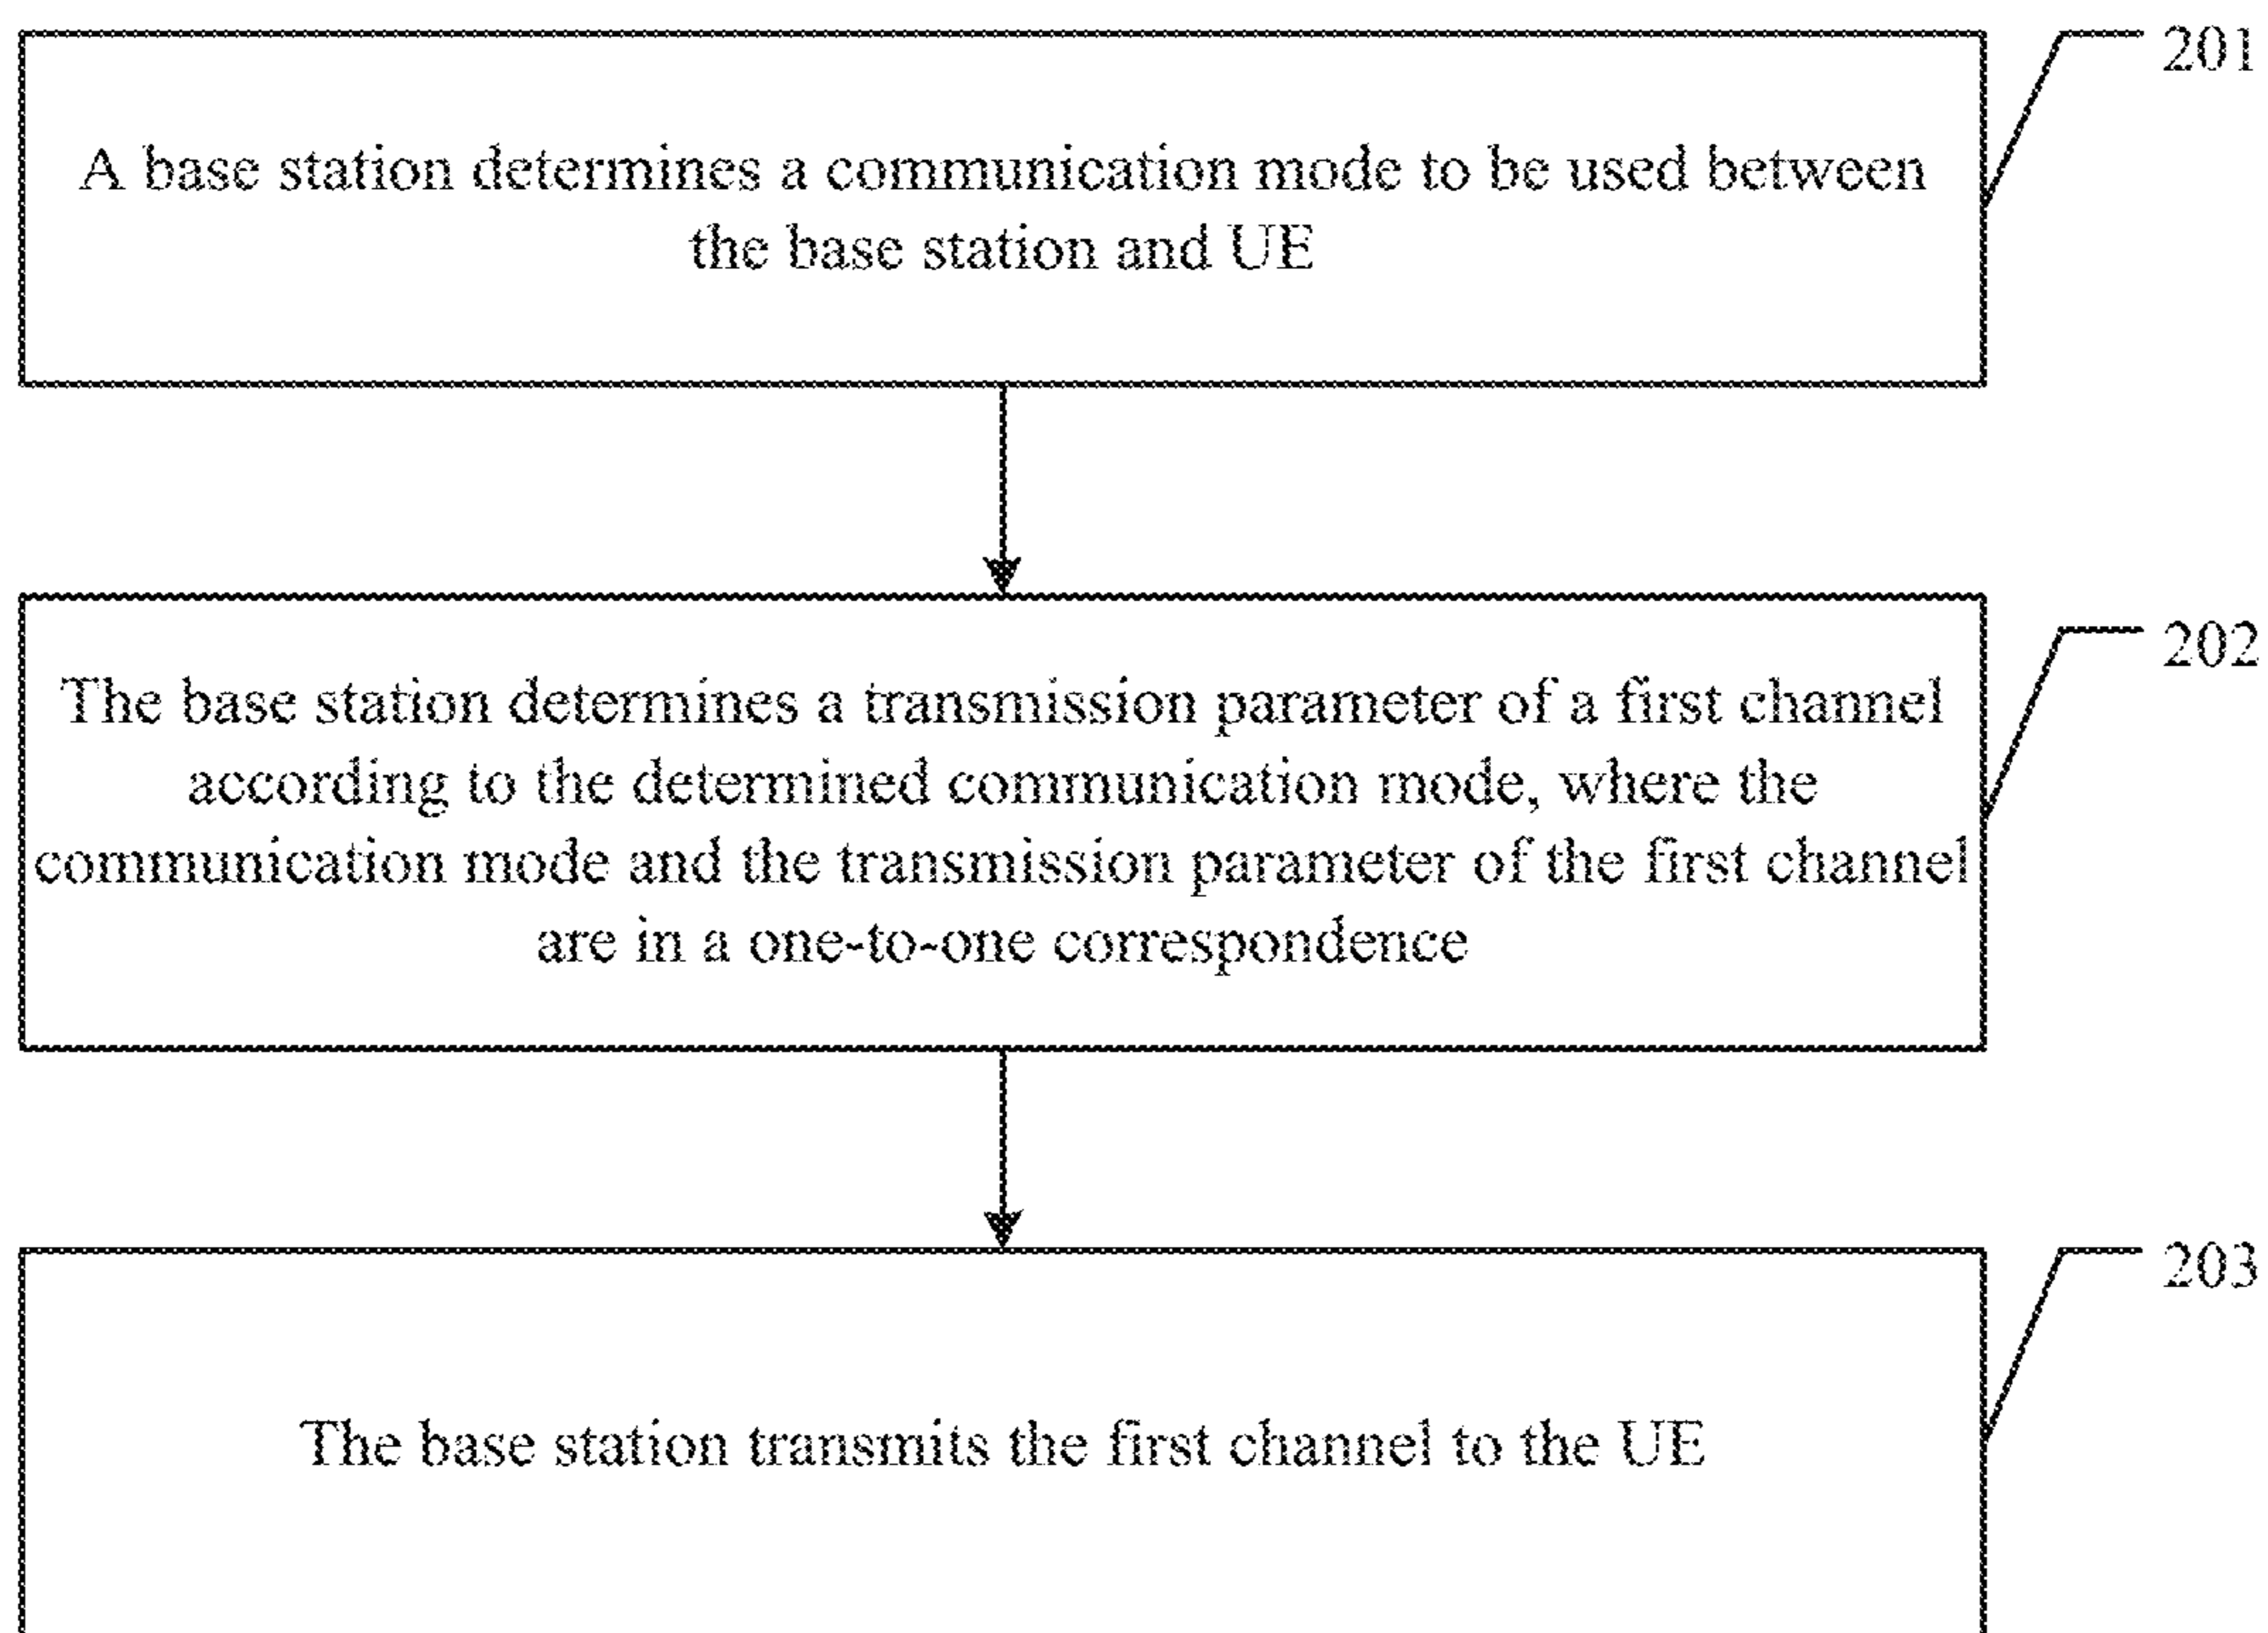 201
A base station determines a communication mode to be used between
the base station and UE
202
The base station determines a transmission parameter of a first channel
according to the determined communication mode, where the
communication mode and the transmission parameter of the first channel
are in a one-to-one correspondence
203
The base station transmits the first channel to the UE